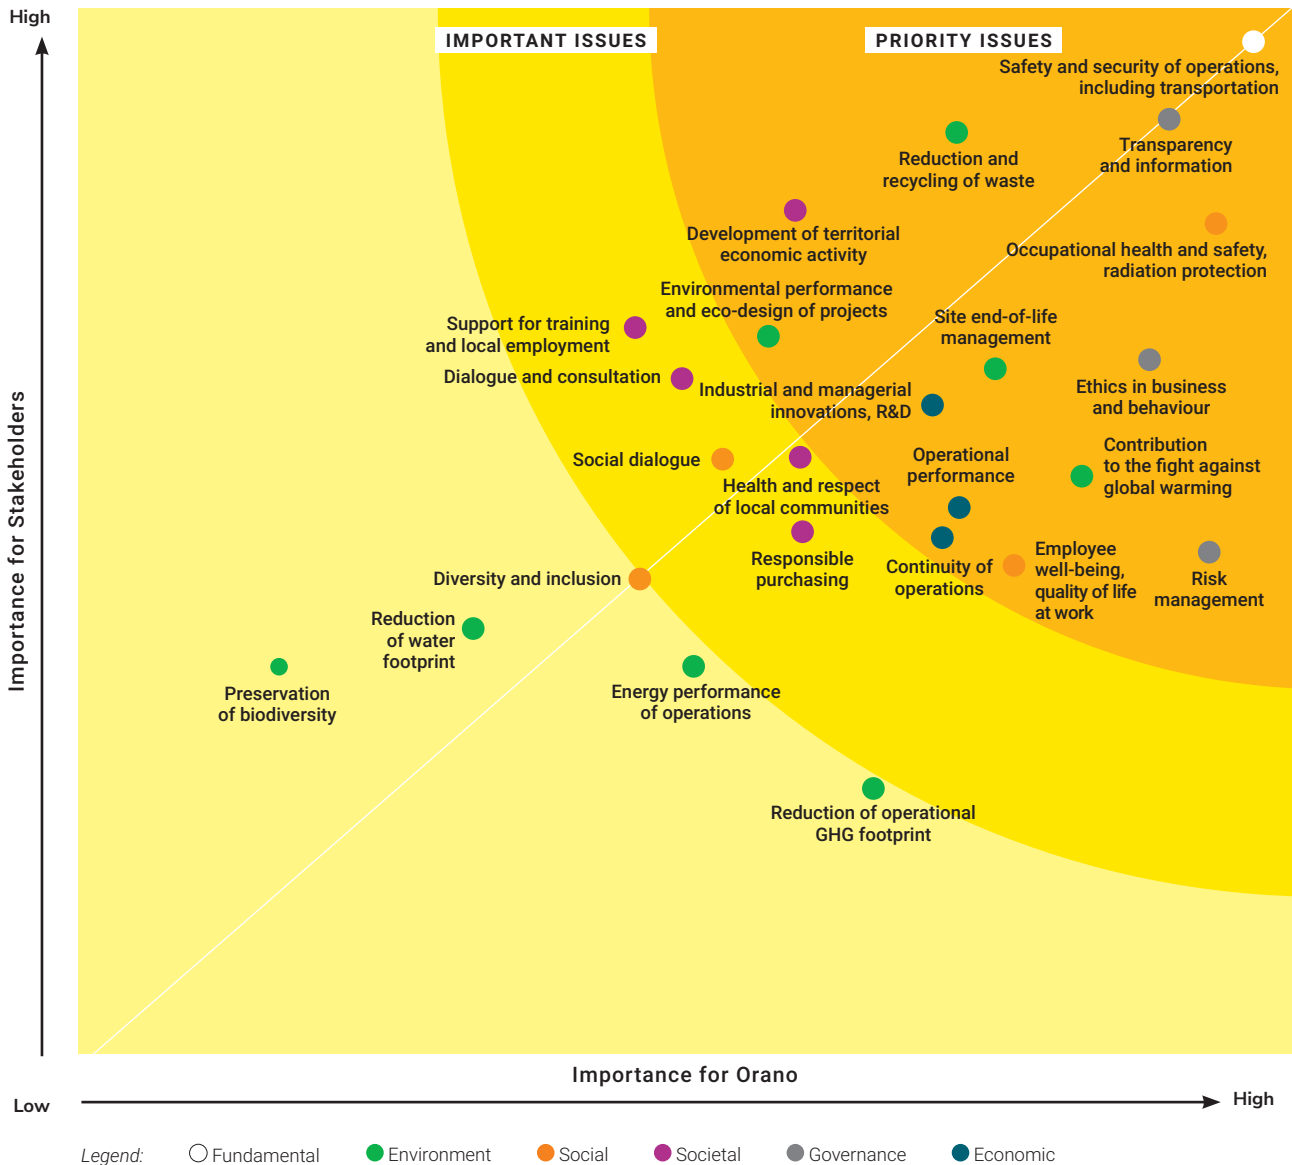 High
IMPORTANT ISSUES
PRIORITY ISSUES
Safety and security of operations,
including transportation
Transparency
and information
Reduction and
recycling of waste
Development of territorial
economic activity
Occupational health and safety,
radiation protection
Environmental performance
and eco-design of projects
Support for training
and local employment
Site end-of-life
management
Dialogue and consultation
Industrial and managerial
innovations, R&D
Ethics in business
and behaviour
Social dialogue
Operational
performance
Contribution
to the fight against
global warming
Health and respect
of local communities
Responsible
purchasing
Continuity of
operations
Employee
well-being,
quality of life
at work
Risk
management
Diversity and inclusion
Reduction
of water
footprint
Preservation
of biodiversity
Energy performance
of operations
Reduction of operational
GHG footprint
Importance for Stakeholders
Importance for Orano
Low
High
Legend:
Fundamental
Environment
Social
Societal
Governance
Economic